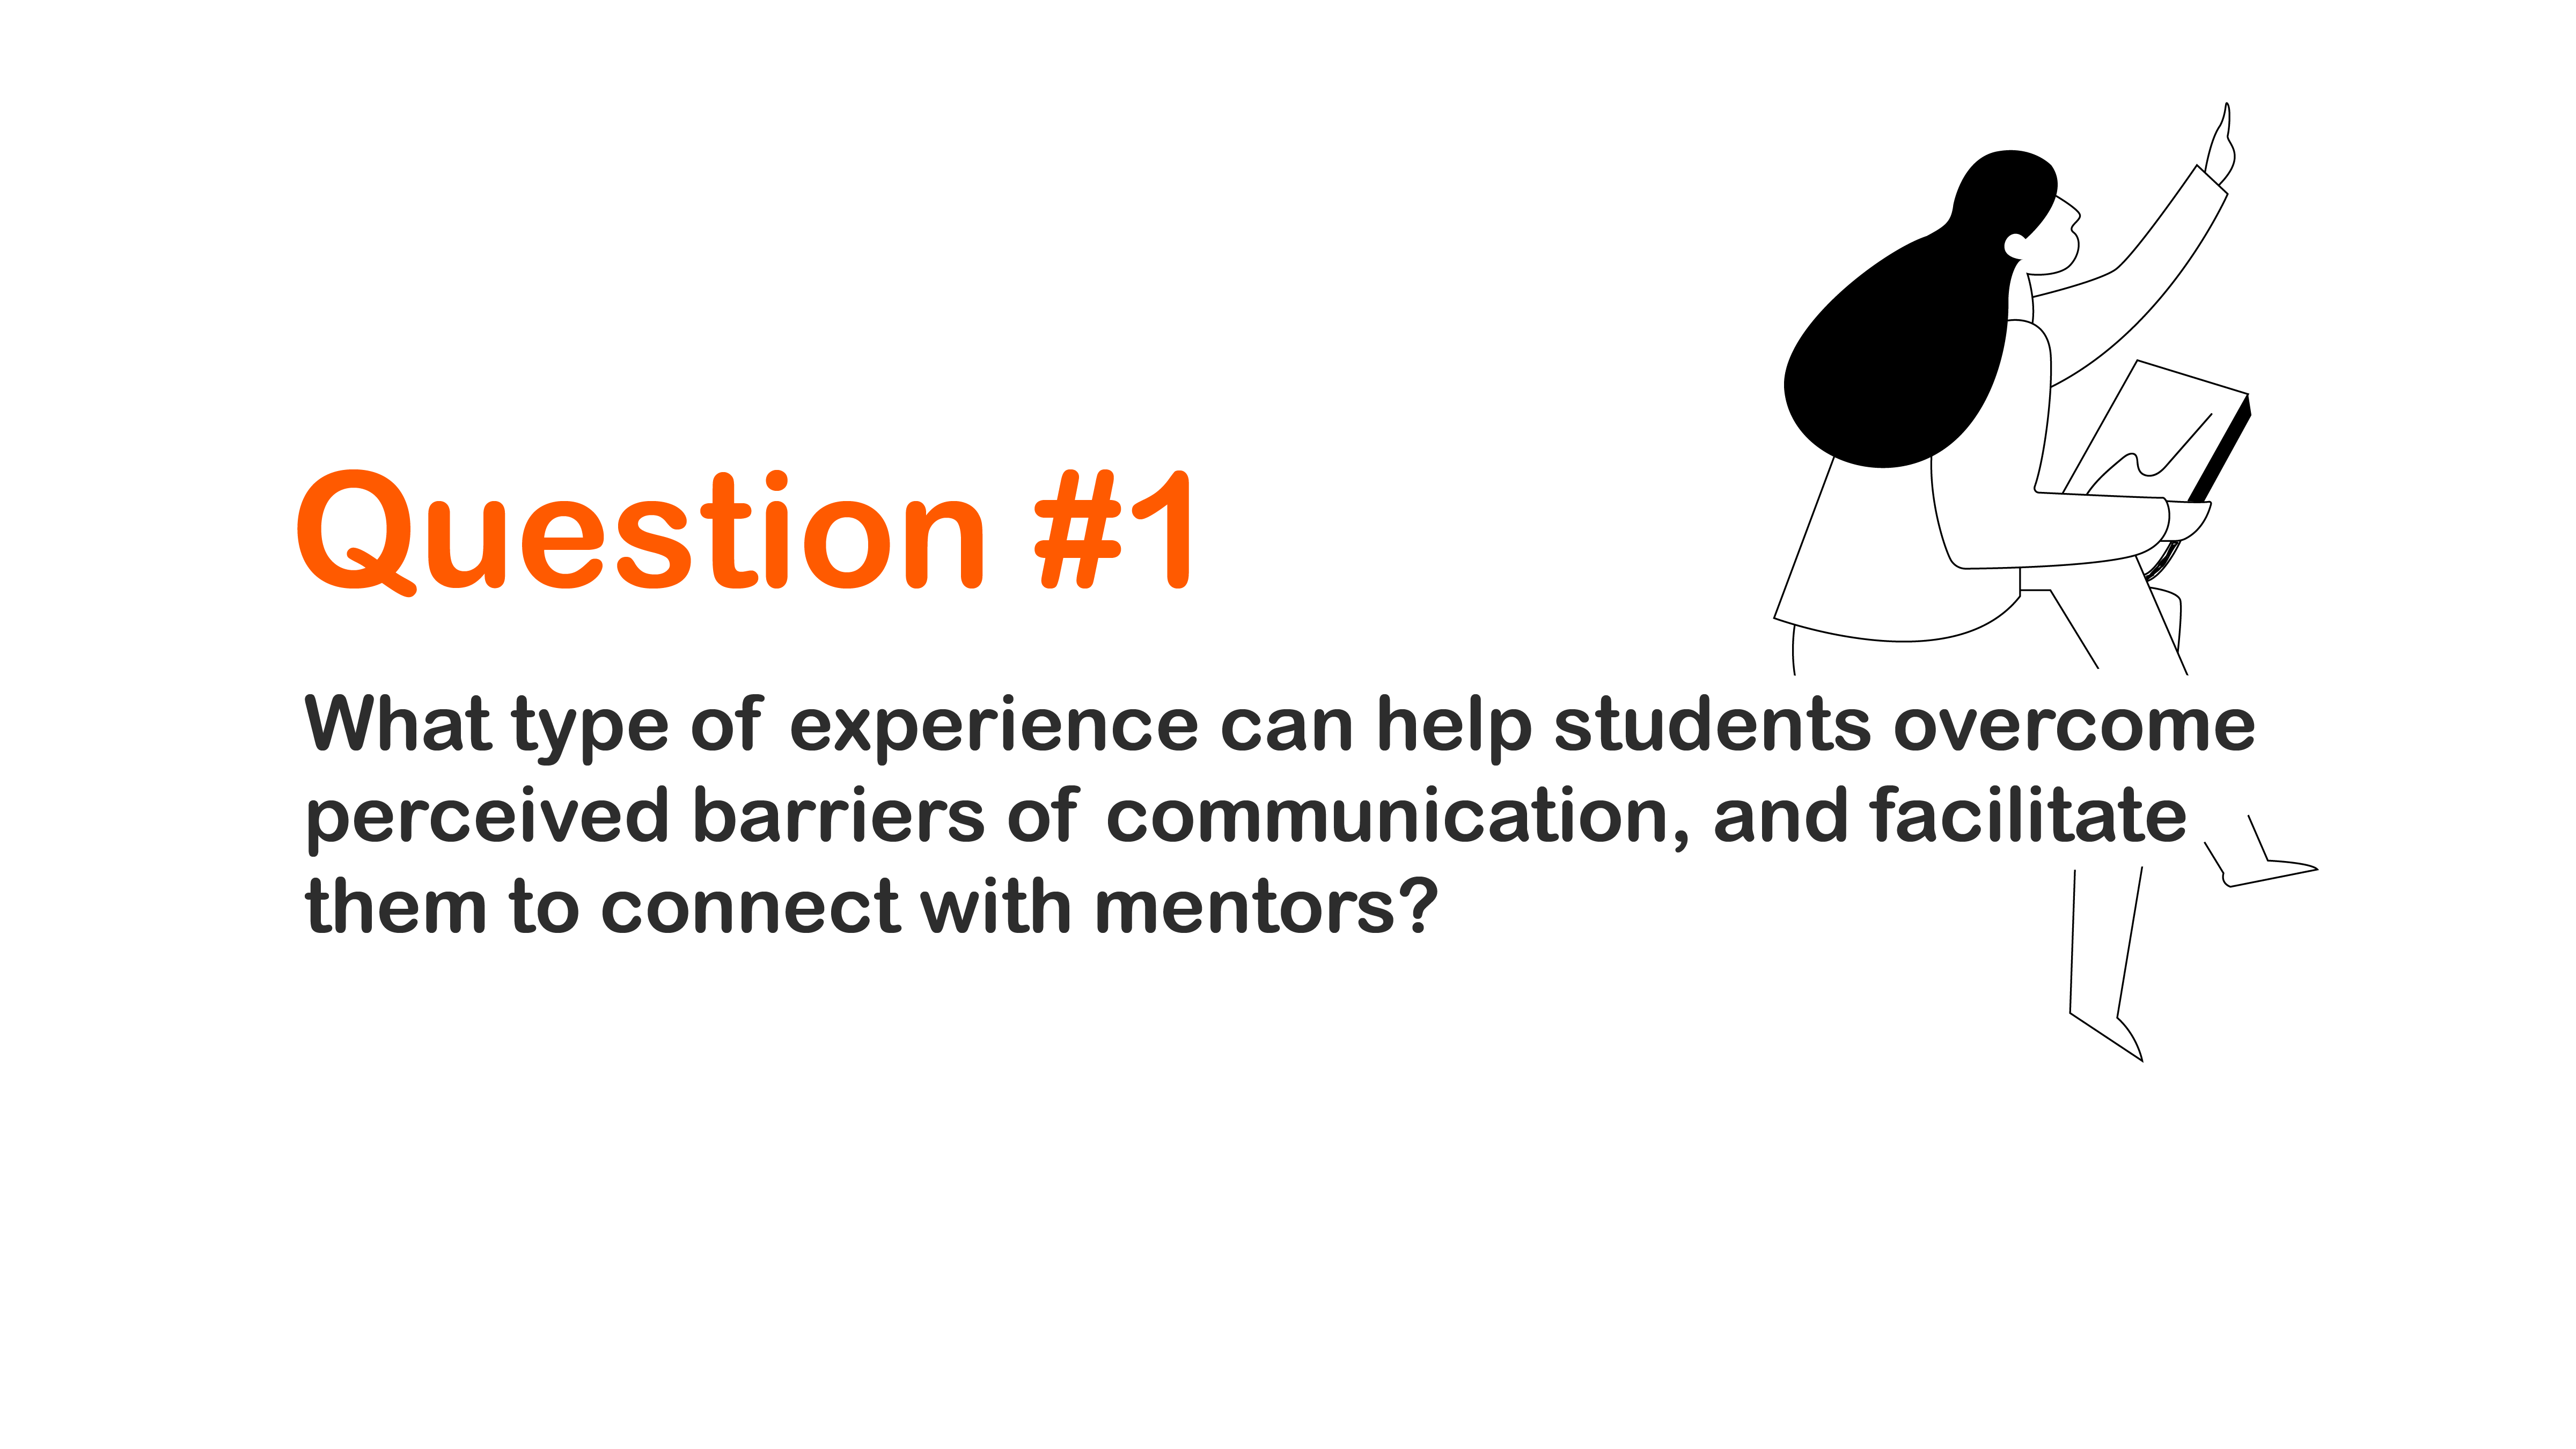 Question #1
What type of experience can help students overcome
perceived barriers of communication, and facilitate
them to connect with mentors?